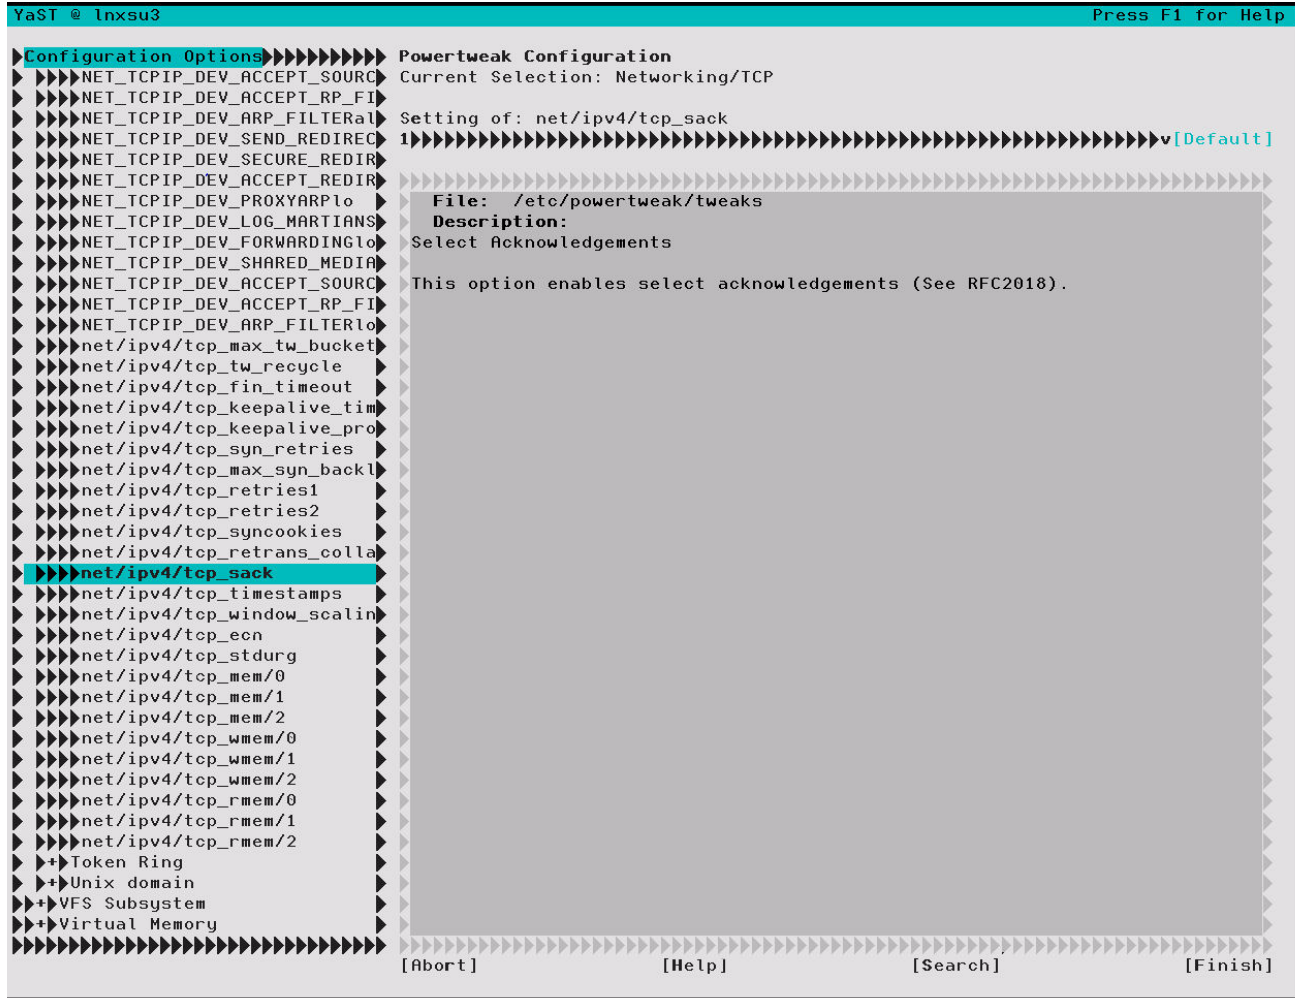 YaST @ lnxsu3 Press F1 for Help
Configuration Options
NET_TCPIP_DEV_ACCEPT_SOURC
NET_TCPIP_DEV_ACCEPT_RP_FI
NET_TCPIP_DEV_ARP_FILTERal
NET_TCPIP_DEV_SEND_REDIREC
NET_TCPIP_DEV_SECURE_REDIR
NET_TCPIP_DEV_ACCEPT_REDIR
NET_TCPIP_DEV_PROXYARPlo
NET_TCPIP_DEV_LOG_MARTIANS
NET_TCPIP_DEV_FORWARDINGlo
NET_TCPIP_DEV_SHARED_MEDIA
NET_TCPIP_DEV_ACCEPT_SOURC
NET_TCPIP_DEV_ACCEPT_RP_FI
NET_TCPIP_DEV_ARP_FILTERlo
net/ipv4/tcp_max_tw_bucket
net/ipv4/tcp_tw_recycle
net/ipv4/tcp_fin_timeout
net/ipv4/tcp_keepalive_tim
net/ipv4/tcp_keepalive_pro
net/ipv4/tcp_syn_retries
net/ipv4/tcp_max_syn_backl
net/ipv4/tcp_retries1
net/ipv4/tcp_retries2
net/ipv4/tcp_syncookies
net/ipv4/tcp_retrans_colla
net/ipv4/tcp_sack
net/ipv4/tcp_timestamps
net/ipv4/tcp_window_scalin
net/ipv4/tcp_ecn
net/ipv4/tcp_stdurg
net/ipv4/tcp_mem/0
net/ipv4/tcp_mem/1
net/ipv4/tcp_mem/2
net/ipv4/tcp_wmem/0
net/ipv4/tcp_wmem/1
net/ipv4/tcp_wmem/2
net/ipv4/tcp_rmem/0
net/ipv4/tcp_rmem/1
net/ipv4/tcp_rmem/2
+Token Ring
+Unix domain
+VFS Subsystem
+Virtual Memory
Powertweak Configuration
Current Selection: Networking/TCP
Setting of: net/ipv4/tcp_sack
1 v[Default]
File: /etc/powertweak/tweaks
Description:
Select Acknowledgements
This option enables select acknowledgements (See RFC2018).
[Abort] [Help] [Search] [Finish]